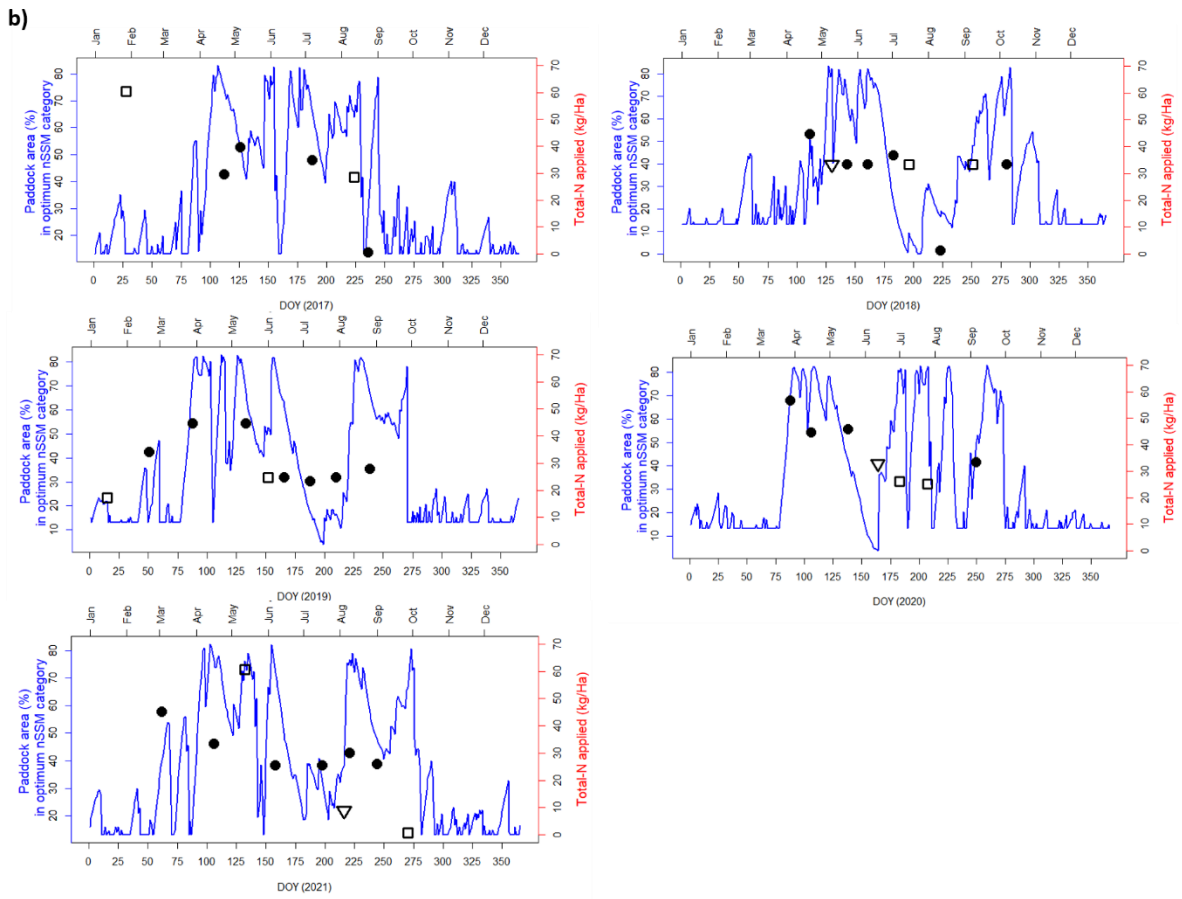 b)
Jan Feb Mar Apr May Jun Jul Aug Sep Oct Nov Dec
Paddock area (%)
in optimum nSSM category
20 30 40 50 60 70 80
0 10 20 30 40 50 60 70
Total-N applied (kg/Ha)
0 25 50 75 100 125 150 175 200 225 250 275 300 325 350
DOY (2017)
Jan Feb Mar Apr May Jun Jul Aug Sep Oct Nov Dec
Paddock area (%)
in optimum nSSM category
0 10 20 30 40 50 60 70 80
0 10 20 30 40 50 60 70
Total-N applied (kg/Ha)
0 25 50 75 100 125 150 175 200 225 250 275 300 325 350
DOY (2018)
Jan Feb Mar Apr May Jun Jul Aug Sep Oct Nov Dec
Paddock area (%)
in optimum nSSM category
10 20 30 40 50 60 70 80
0 10 20 30 40 50 60 70
Total-N applied (kg/Ha)
0 25 50 75 100 125 150 175 200 225 250 275 300 325 350
DOY (2019)
Jan Feb Mar Apr May Jun Jul Aug Sep Oct Nov Dec
Paddock area (%)
in optimum nSSM category
10 20 30 40 50 60 70 80
0 10 20 30 40 50 60 70
Total-N applied (kg/Ha)
0 25 50 75 100 125 150 175 200 225 250 275 300 325 350
DOY (2020)
Jan Feb Mar Apr May Jun Jul Aug Sep Oct Nov Dec
Paddock area (%)
in optimum nSSM category
20 30 40 50 60 70 80
0 10 20 30 40 50 60 70
Total-N applied (kg/Ha)
0 25 50 75 100 125 150 175 200 225 250 275 300 325 350
DOY (2021)